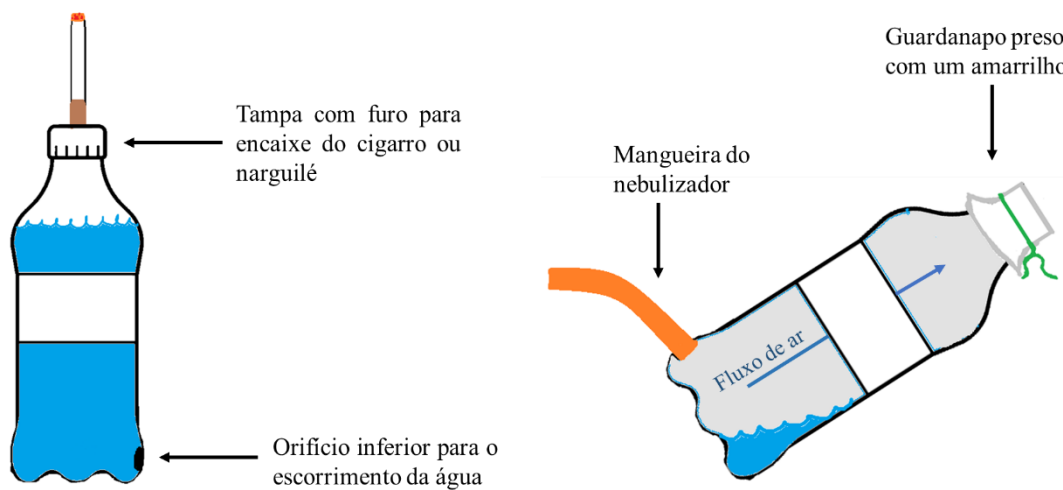 Tampa com furo para
encaixe do cigarro ou
narguilé
Orifício inferior para o
escorrimento da água
Guardanapo preso
com um amarrilho
Mangueira do
nebulizador
Fluxo de ar